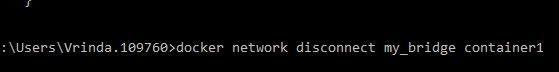 }
:\Users\Vrinda.109760>docker network disconnect my_bridge container1